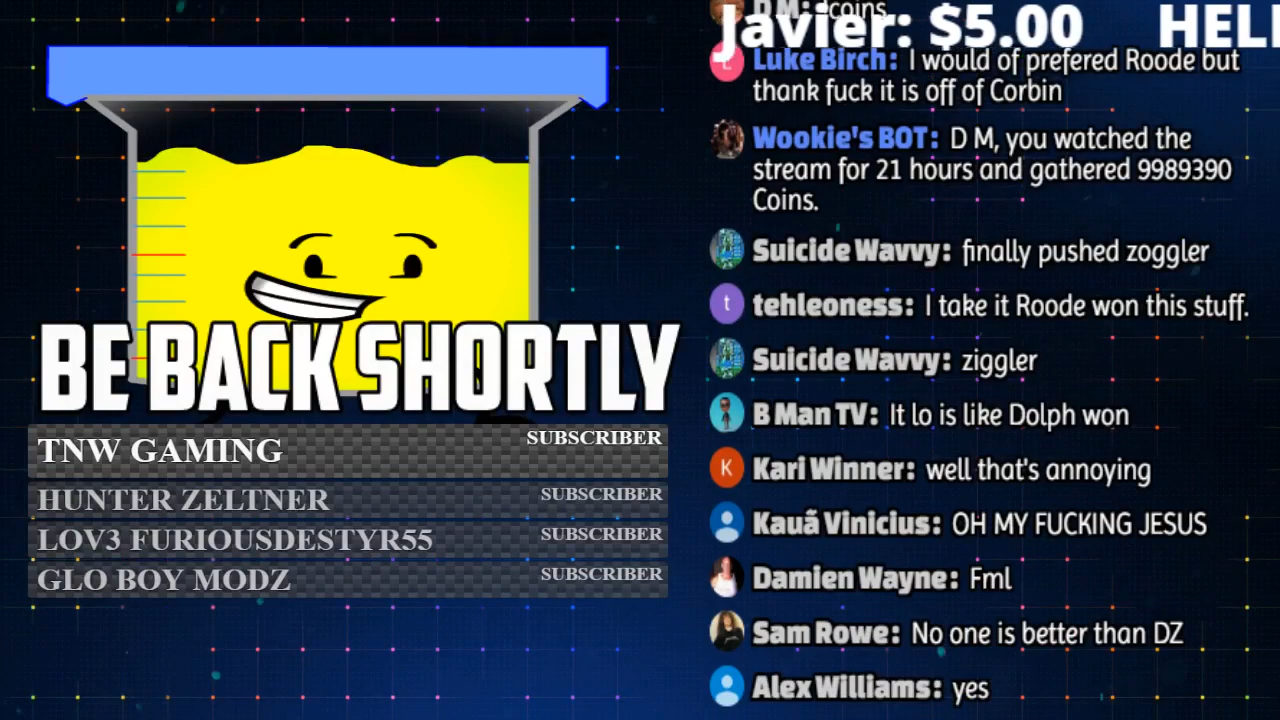 BE BACK SHORTLY
TNW GAMING SUBSCRIBER
HUNTER ZELTNER SUBSCRIBER
LOV3 FURIOUSDESTYR55 SUBSCRIBER
GLO BOY MODZ SUBSCRIBER
D M: !coins
Javier: $5.00 HELL
Luke Birch: I would of prefered Roode but
thank fuck it is off of Corbin
Wookie's BOT: D M, you watched the
stream for 21 hours and gathered 9989390
Coins.
Suicide Wavvy: finally pushed zoggler
t tehleoness: I take it Roode won this stuff.
Suicide Wavvy: ziggler
B Man TV: It lo is like Dolph won
K Kari Winner: well that's annoying
Kauã Vinicius: OH MY FUCKING JESUS
Damien Wayne: Fml
Sam Rowe: No one is better than DZ
Alex Williams: yes